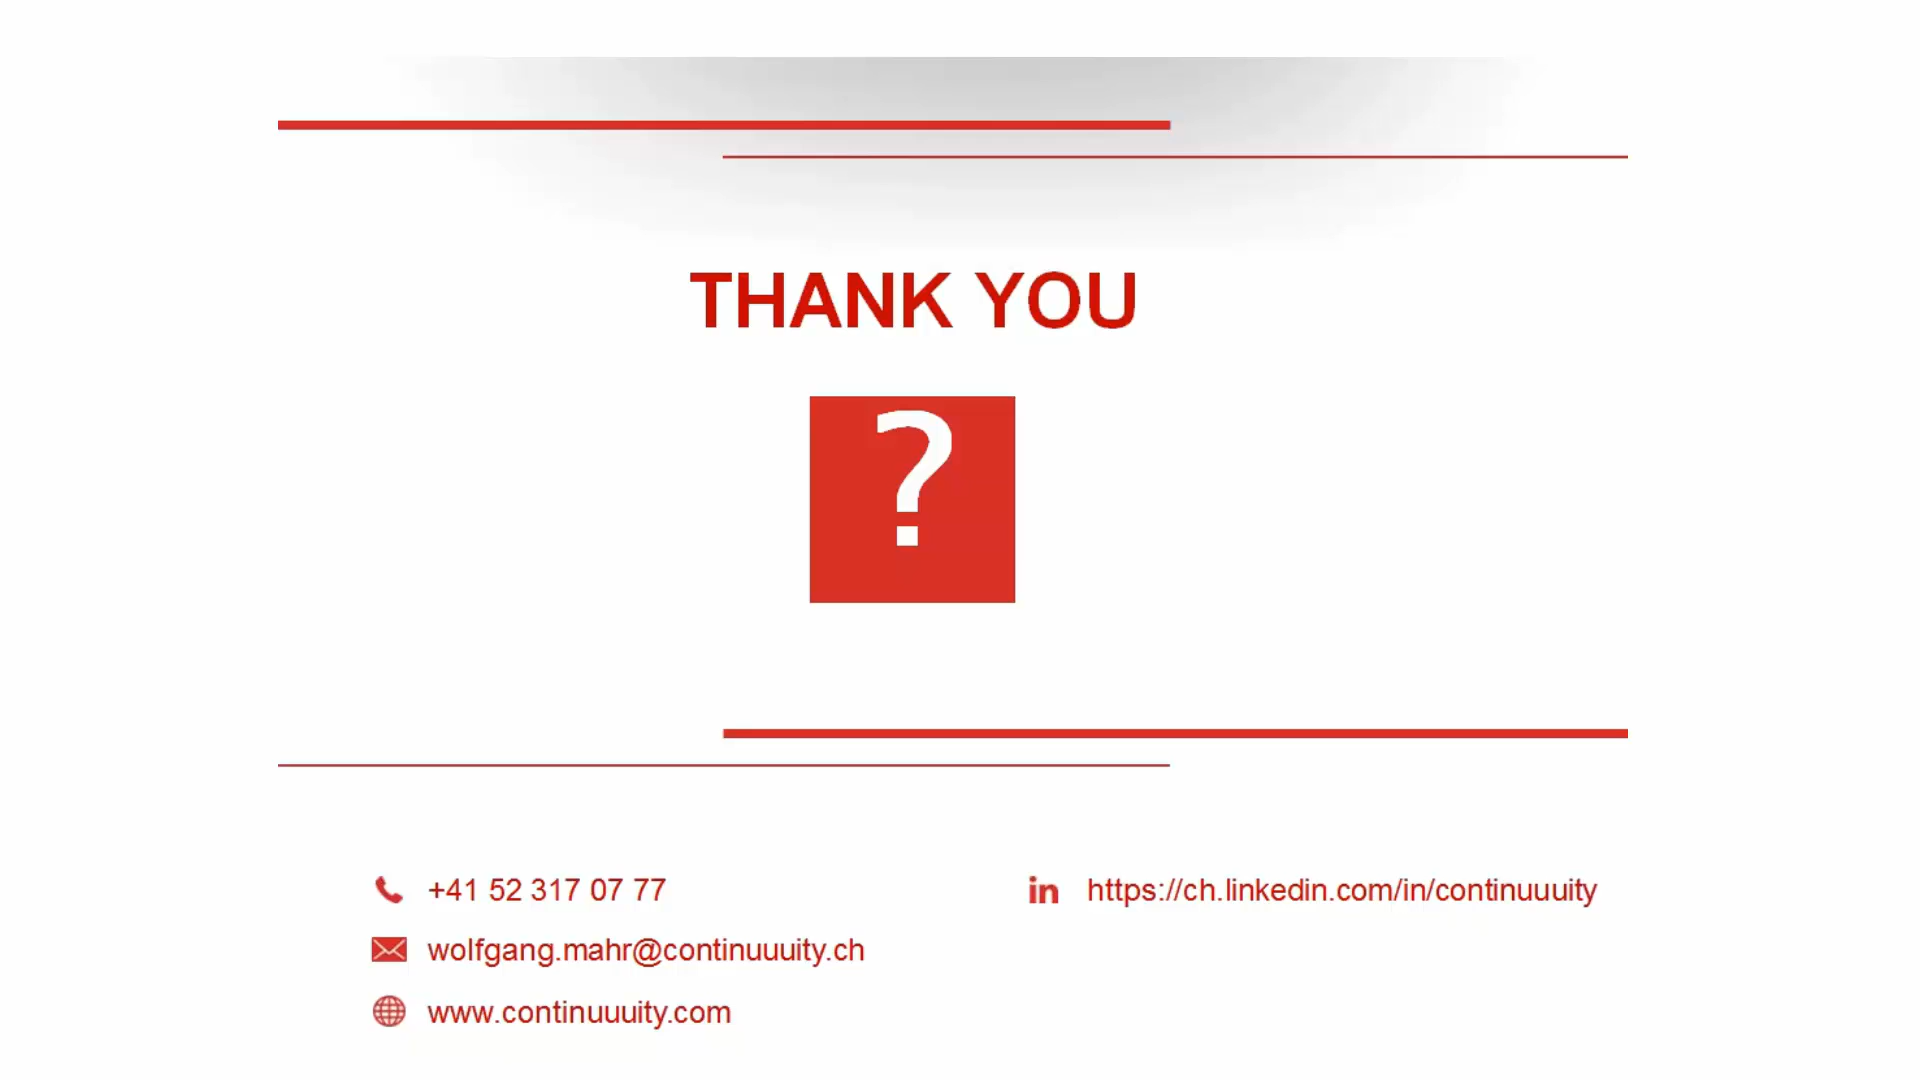 THANK YOU
?
+41 52 317 07 77
https://ch.linkedin.com/in/continuuuity
wolfgang.mahr@continuuuity.ch
www.continuuuity.com